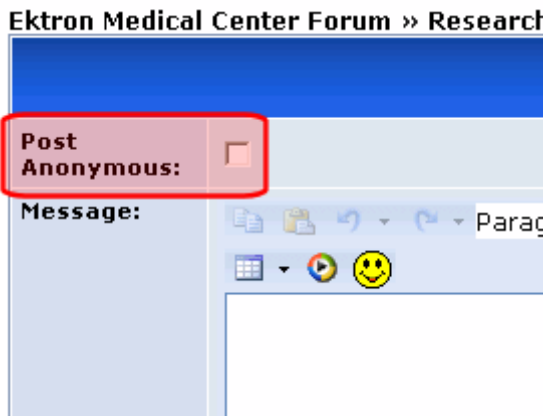 Ektron Medical Center Forum » Research
Post
Anonymous:
Message:
Parag